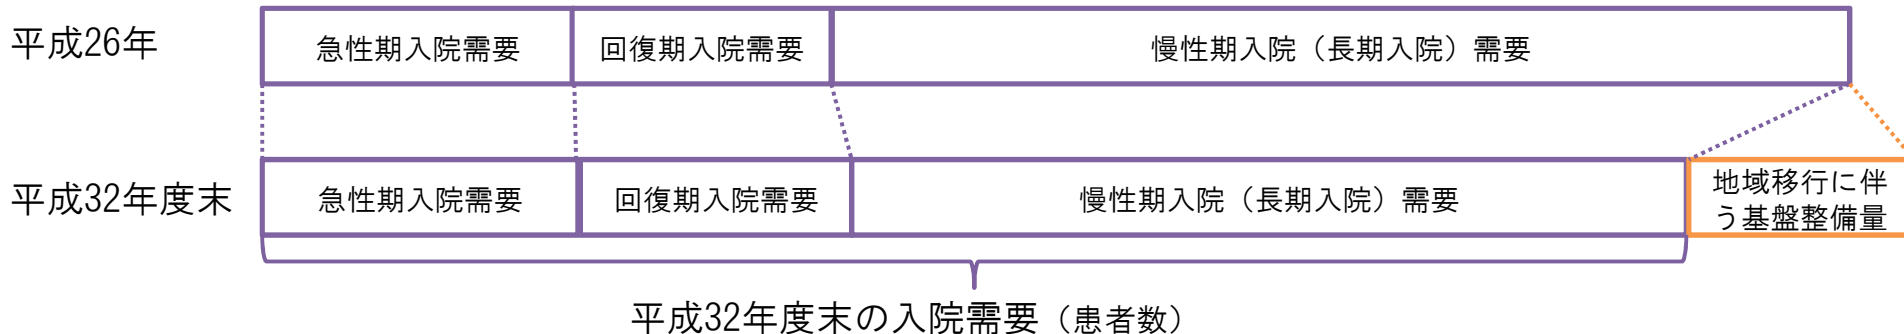 平成26年
急性期入院需要
回復期入院需要
慢性期入院（長期入院）需要
平成32年度末
急性期入院需要
回復期入院需要
慢性期入院（長期入院）需要
地域移行に伴
う基盤整備量
平成32年度末の入院需要（患者数）